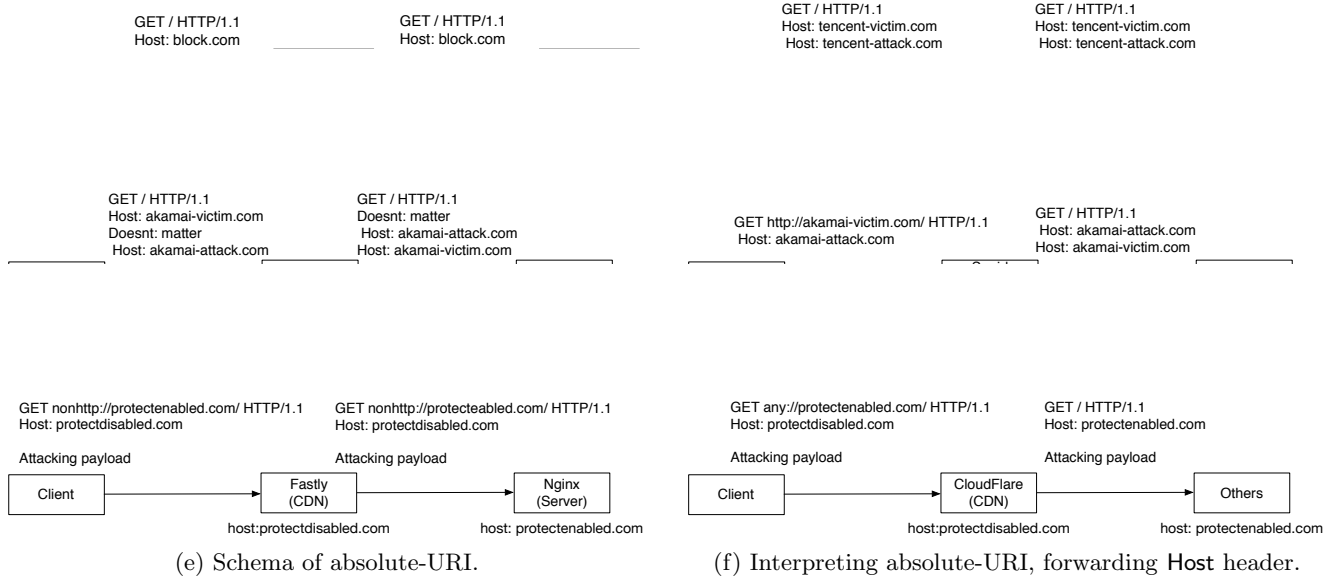 GET / HTTP/1.1
Host: block.com
GET / HTTP/1.1
Host: block.com
GET / HTTP/1.1
Host: tencent-victim.com
Host: tencent-attack.com
GET / HTTP/1.1
Host: tencent-victim.com
Host: tencent-attack.com
GET / HTTP/1.1
Host: akamai-victim.com
Doesnt: matter
Host: akamai-attack.com
GET / HTTP/1.1
Doesnt: matter
Host: akamai-attack.com
Host: akamai-victim.com
GET http://akamai-victim.com/ HTTP/1.1
Host: akamai-attack.com
GET / HTTP/1.1
Host: akamai-attack.com
Host: akamai-victim.com
GET nonhttp://protectenabled.com/ HTTP/1.1
Host: protectdisabled.com
Attacking payload
GET nonhttp://protecteabled.com/ HTTP/1.1
Host: protectdisabled.com
Attacking payload
Client
Fastly
(CDN)
Nginx
(Server)
host:protectdisabled.com
host: protectenabled.com
(e) Schema of absolute-URI.
GET any://protectenabled.com/ HTTP/1.1
Host: protectdisabled.com
Attacking payload
GET / HTTP/1.1
Host: protectenabled.com
Attacking payload
Client
CloudFlare
(CDN)
Others
host:protectdisabled.com
host: protectenabled.com
(f) Interpreting absolute-URI, forwarding Host header.